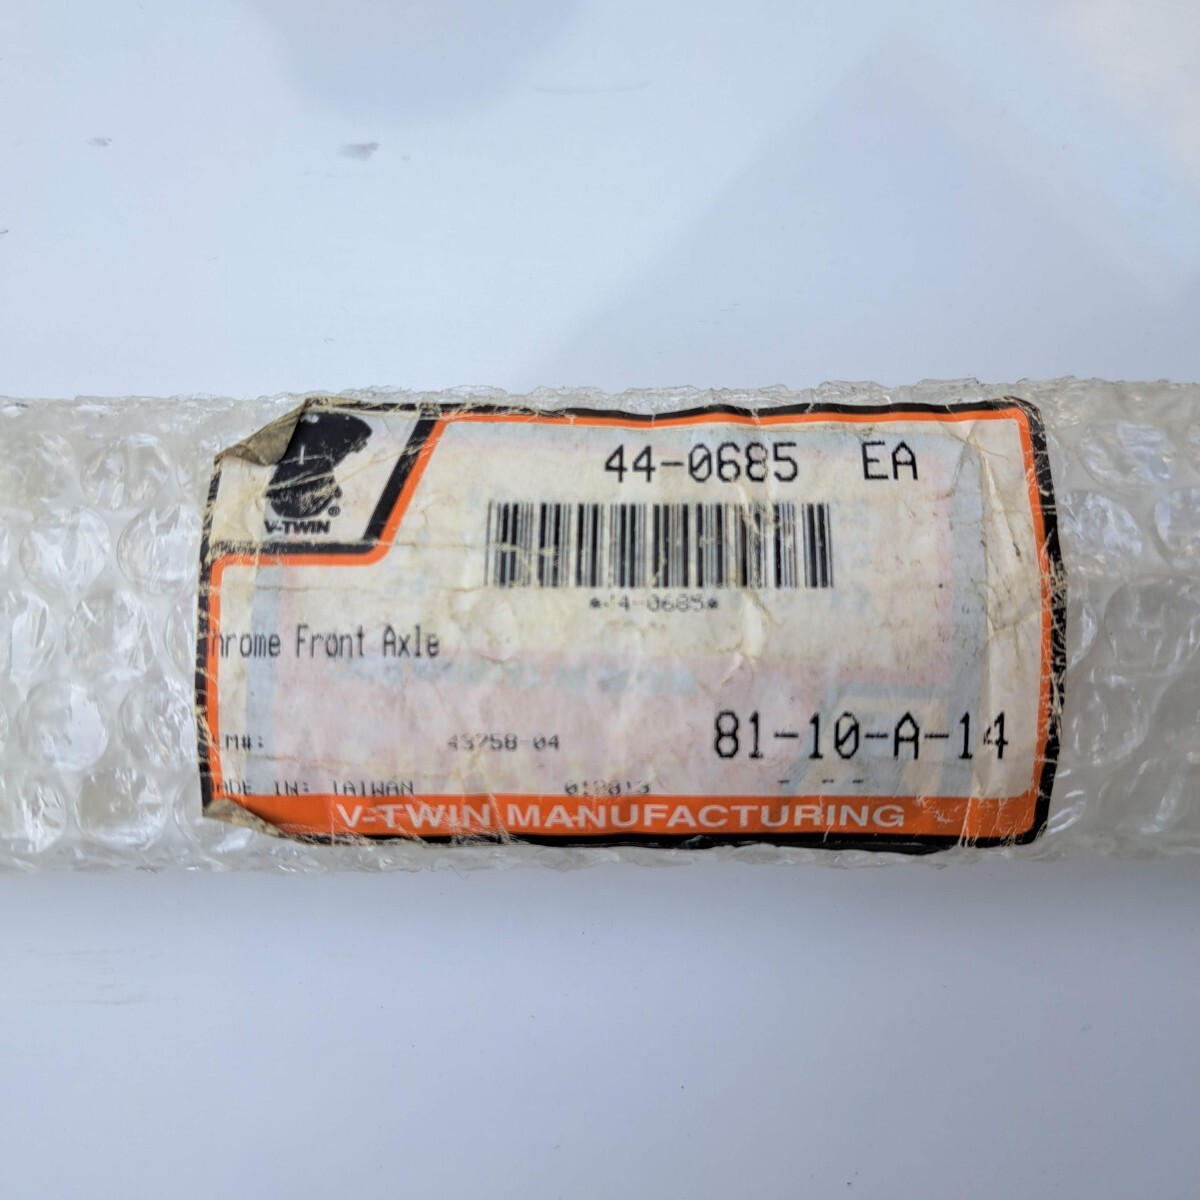 44-0685 EA
V-TWIN®
*44-0685*
hrome Front Axle
M#: 43758-04
81-10-A-14
ADE IN: TAIWAN
V-TWIN MANUFACTURING